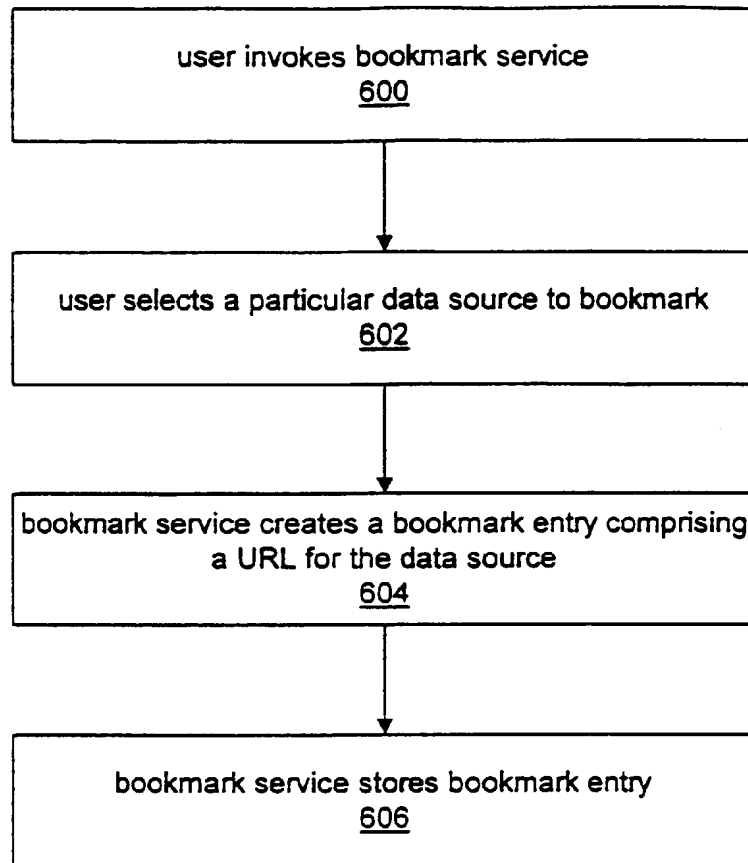 user invokes bookmark service
600
user selects a particular data source to bookmark
602
bookmark service creates a bookmark entry comprising
a URL for the data source
604
bookmark service stores bookmark entry
606